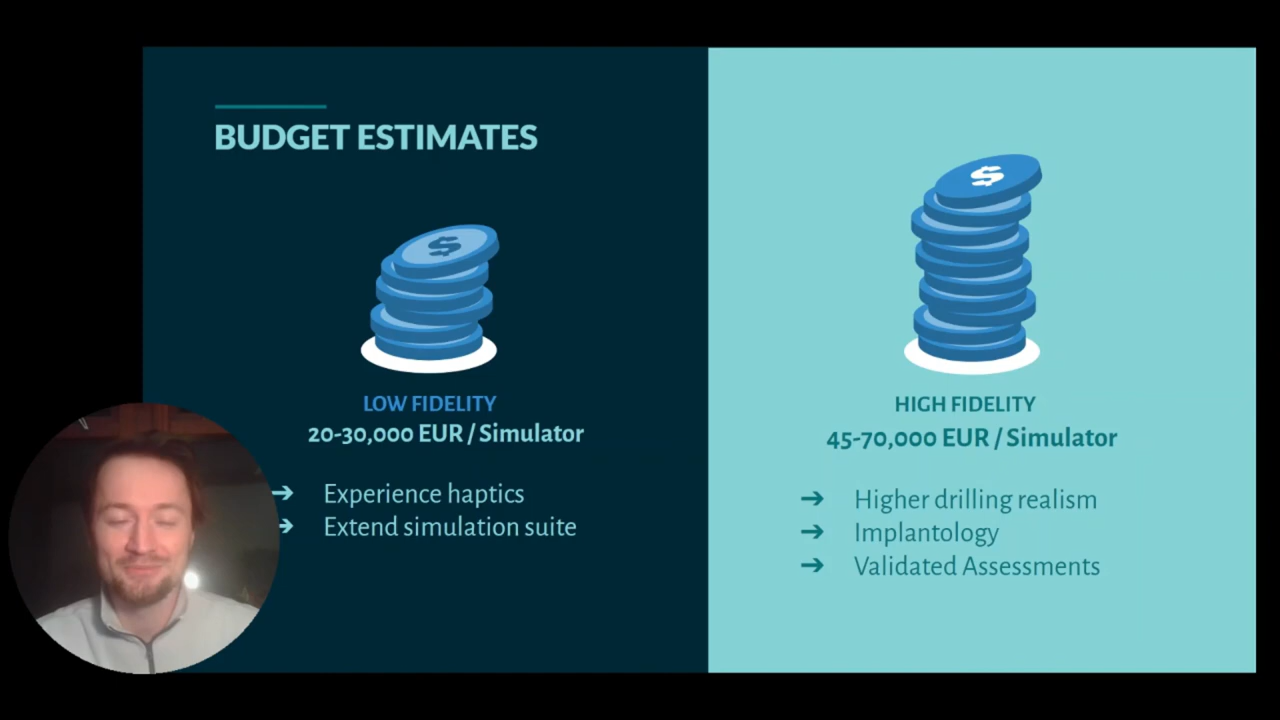 BUDGET ESTIMATES
$
LOW FIDELITY
20-30,000 EUR / Simulator
➔ Experience haptics
➔ Extend simulation suite
$
HIGH FIDELITY
45-70,000 EUR / Simulator
➔ Higher drilling realism
➔ Implantology
➔ Validated Assessments